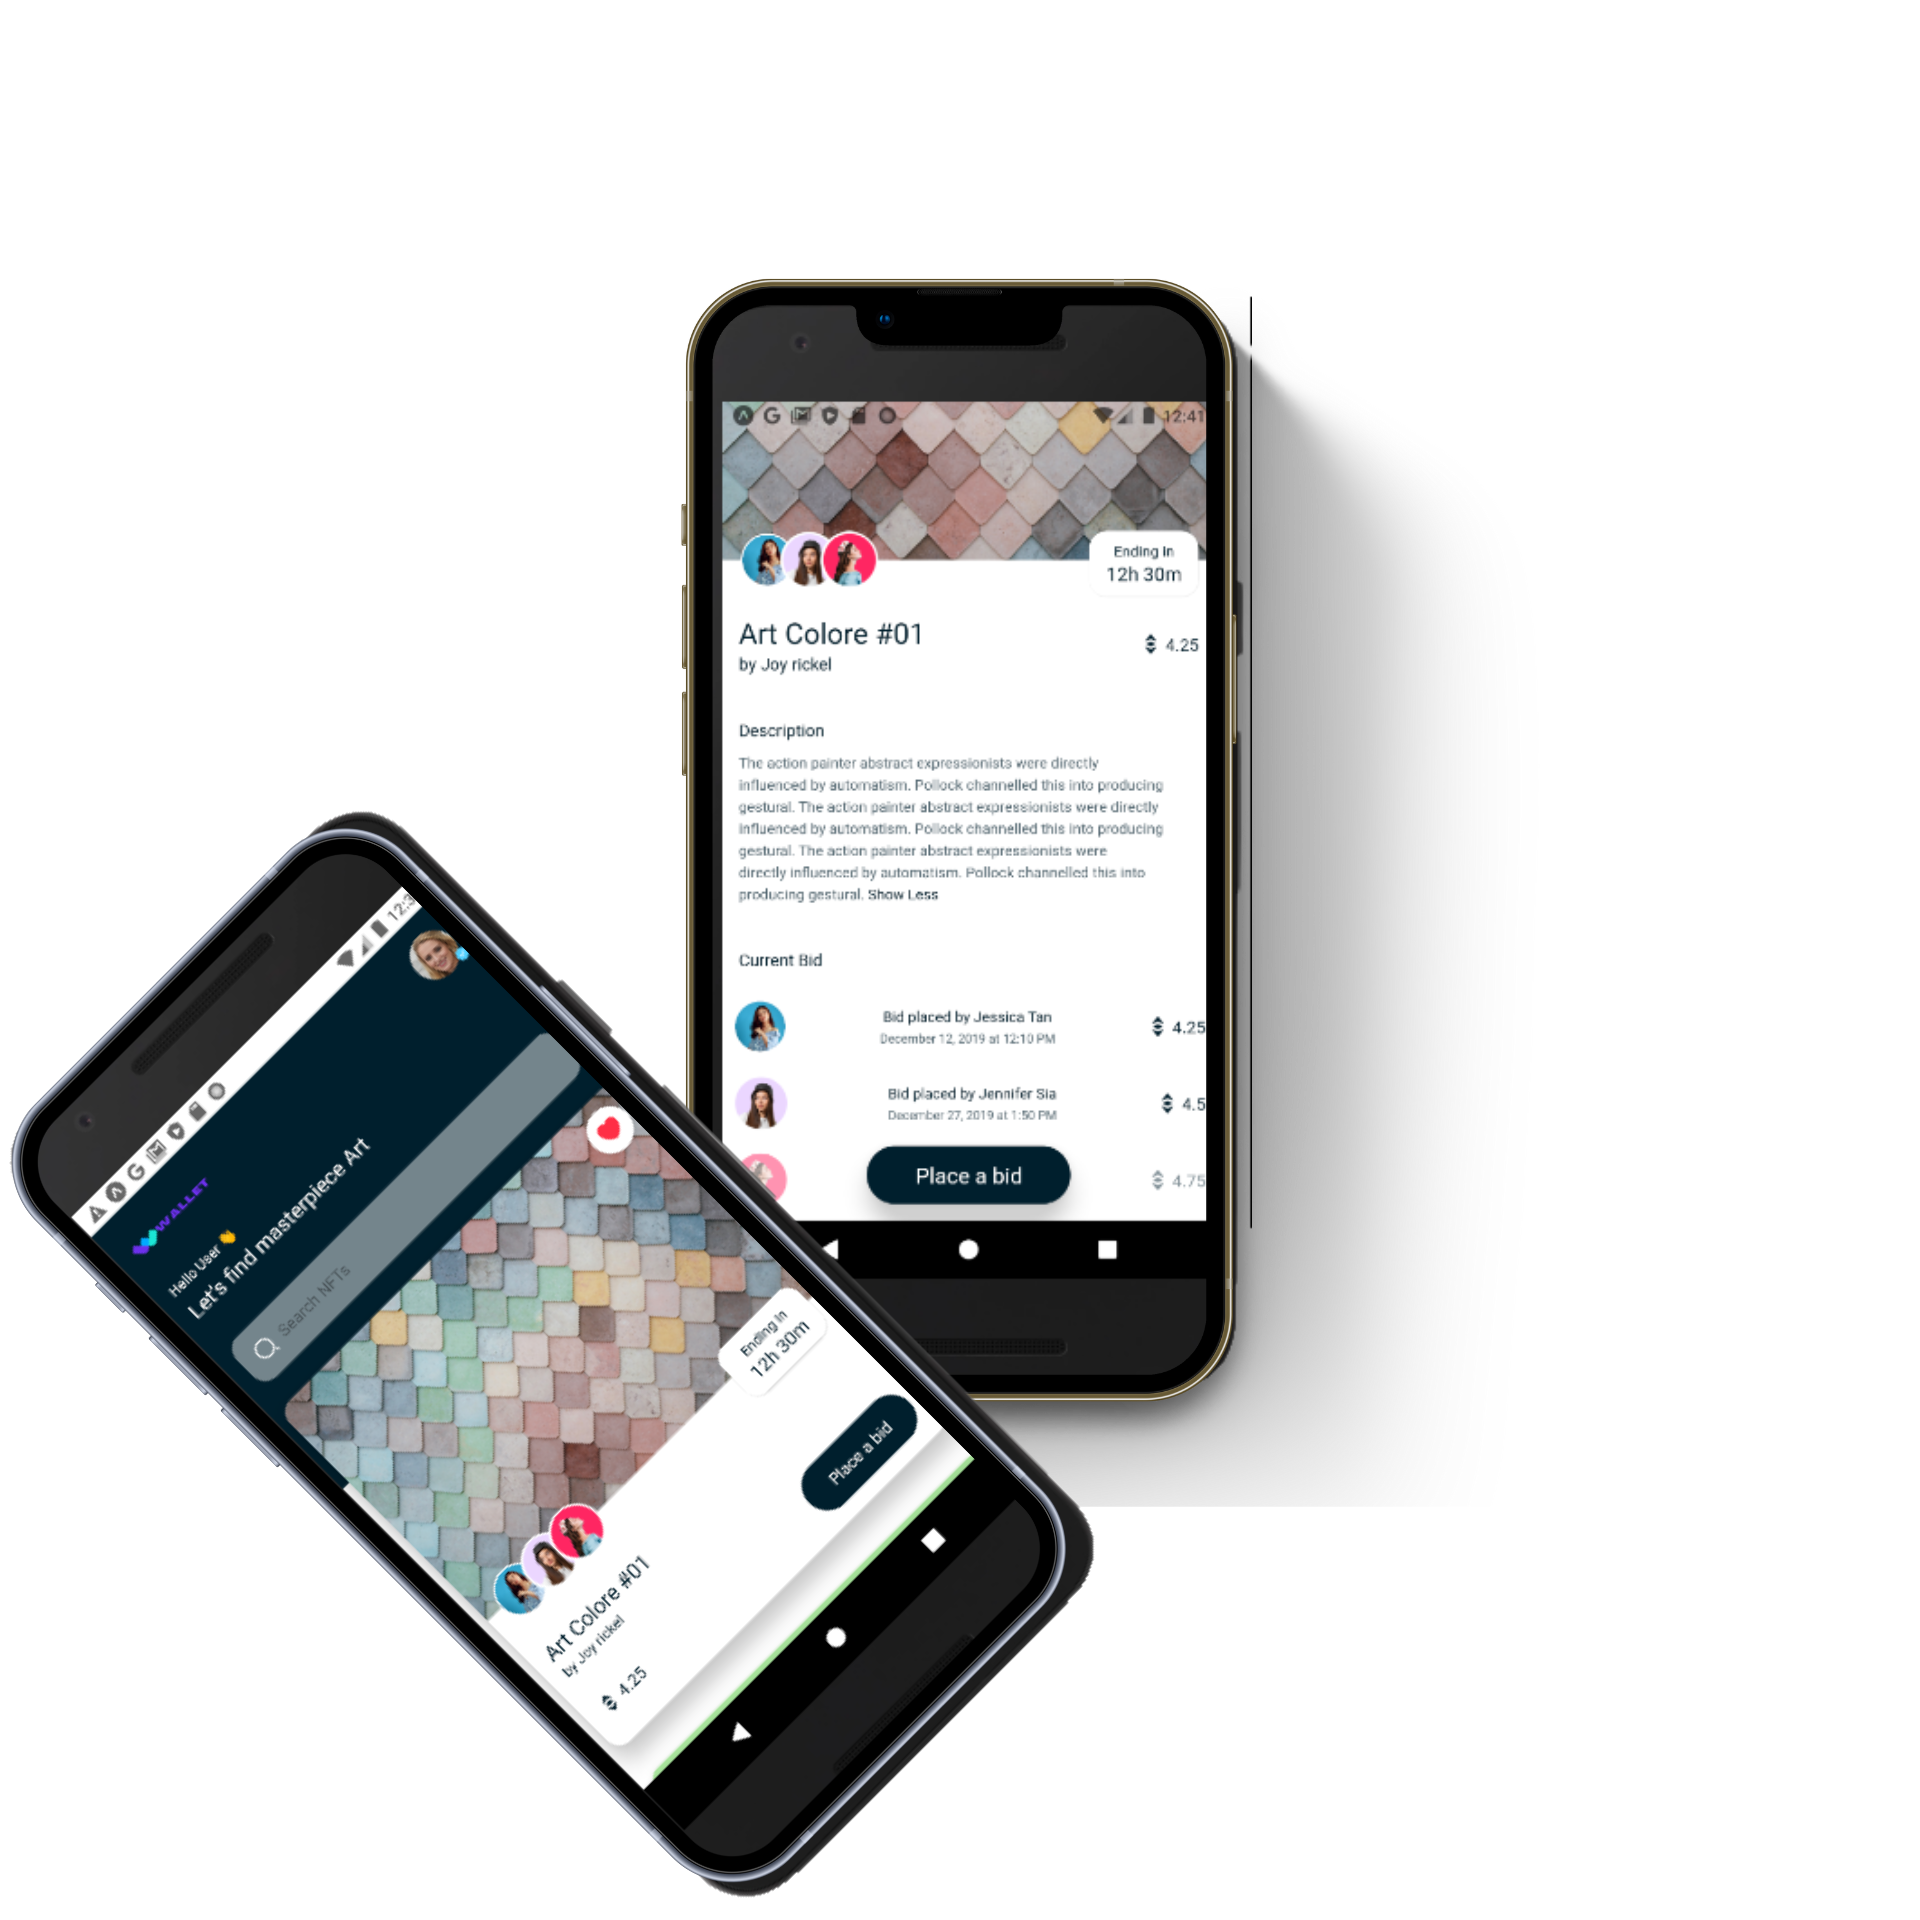 12:41
Ending in
12h 30m
Art Colore #01
4.25
by Joy rickel
Description
The action painter abstract expressionists were directly
influenced by automatism. Pollock channelled this into producing
gestural. The action painter abstract expressionists were directly
influenced by automatism. Pollock channelled this into producing
gestural. The action painter abstract expressionists were
directly influenced by automatism. Pollock channelled this into
producing gestural. Show Less
Current Bid
Bid placed by Jessica Tan
4.25
December 12, 2019 at 12:10 PM
Bid placed by Jennifer Sia
4.5
December 27, 2019 at 1:50 PM
4.75
Place a bid
WALLET
Hello User 👏
Let's find masterpiece Art
Search NFTs
Ending in
12h 30m
Art Colore #01
by Joy rickel
4.25
Place a bid